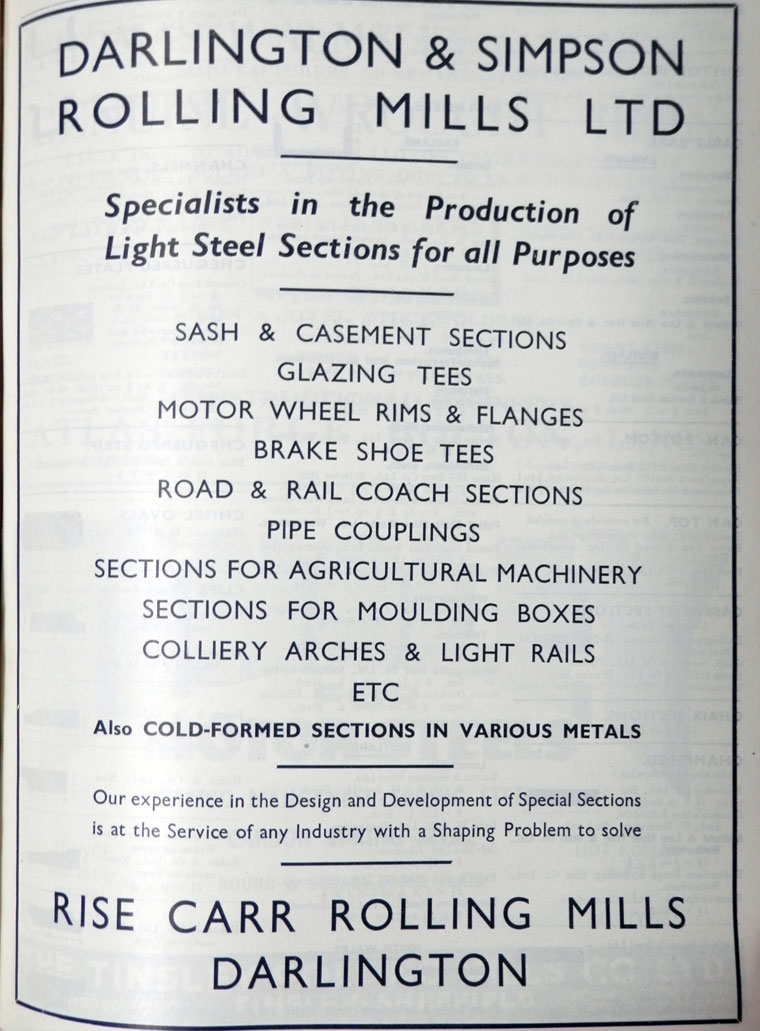 DARLINGTON & SIMPSON
ROLLING MILLS LTD
Specialists in the Production of
Light Steel Sections for all Purposes
SASH & CASEMENT SECTIONS
GLAZING TEES
MOTOR WHEEL RIMS & FLANGES
BRAKE SHOE TEES
ROAD & RAIL COACH SECTIONS
PIPE COUPLINGS
SECTIONS FOR AGRICULTURAL MACHINERY
SECTIONS FOR MOULDING BOXES
COLLIERY ARCHES & LIGHT RAILS
ETC
Also COLD-FORMED SECTIONS IN VARIOUS METALS
Our experience in the Design and Development of Special Sections
is at the Service of any Industry with a Shaping Problem to solve
RISE CARR ROLLING MILLS
DARLINGTON